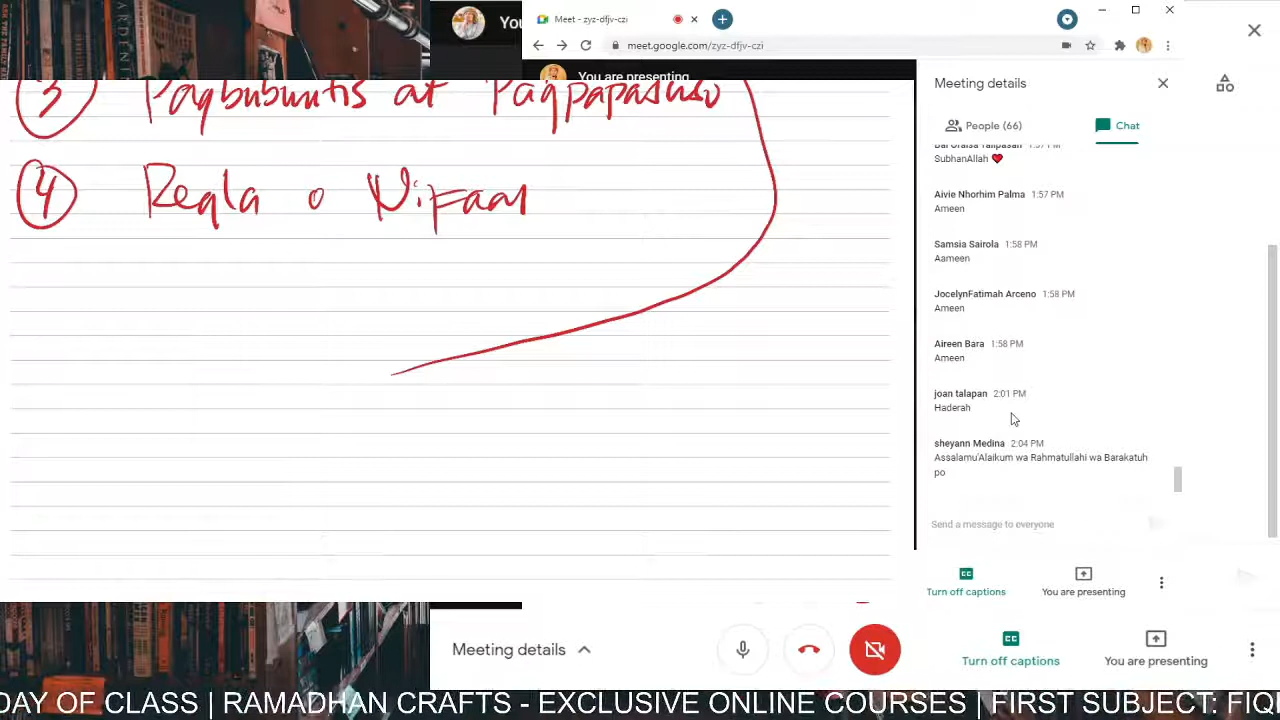 You
Meet - zyz-dfjv-czi
meet.google.com/zyz-dfjv-czi
You are presenting
3 Pagbubuntis at Pagpapasuso
4 Regla o Nifaas
Meeting details
People (66)
Chat
1:57 PM
SubhanAllah ❤
Aivie Nhorhim Palma 1:57 PM
Ameen
Samsia Sairola 1:58 PM
Aameen
JocelynFatimah Arceno 1:58 PM
Ameen
Aireen Bara 1:58 PM
Ameen
joan talapan 2:01 PM
Haderah
sheyann Medina 2:04 PM
Assalamu'Alaikum wa Rahmatullahi wa Barakatuh
po
Send a message to everyone
CC
Turn off captions
You are presenting
Meeting details
CC
Turn off captions
You are presenting
DAY OF CLASS | RAMADHAN CRAFTS - EXCLUSIVE ONLINE COURSES | FIRST SUBJECT: FIQ